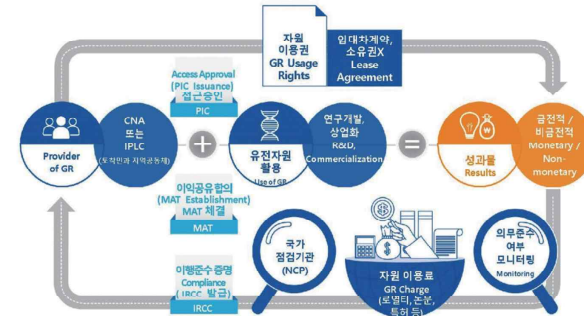 자원
이용권
GR Usage
Rights
임대차계약,
소유권X
Lease
Agreement
Provider
of GR
CNA
또는
IPLC
(토착민과 지역공동체)
Access Approval
(PIC Issuance)
접근승인
PIC
유전자원
활용
Use of GR
연구개발,
상업화
R&D,
Commercialization
성과물
Results
금전적 /
비금전적
Monetary /
Non-
monetary
이익공유합의
(MAT Establishment)
MAT 체결
MAT
이행준수 증명
Compliance
(IRCC 발급)
IRCC
국가
점검기관
(NCP)
자원 이용료
GR Charge
(로열티, 논문,
특허 등)
의무준수
여부
모니터링
Monitoring